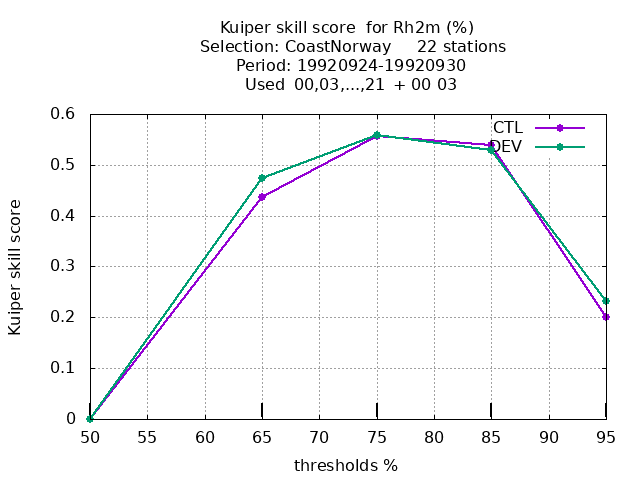 Kuiper skill score for Rh2m (%)
Selection: CoastNorway 22 stations
Period: 19920924-19920930
Used 00,03,...,21 + 00 03
CTL
DEV
Kuiper skill score
0.6
0.5
0.4
0.3
0.2
0.1
0
50 55 60 65 70 75 80 85 90 95
thresholds %